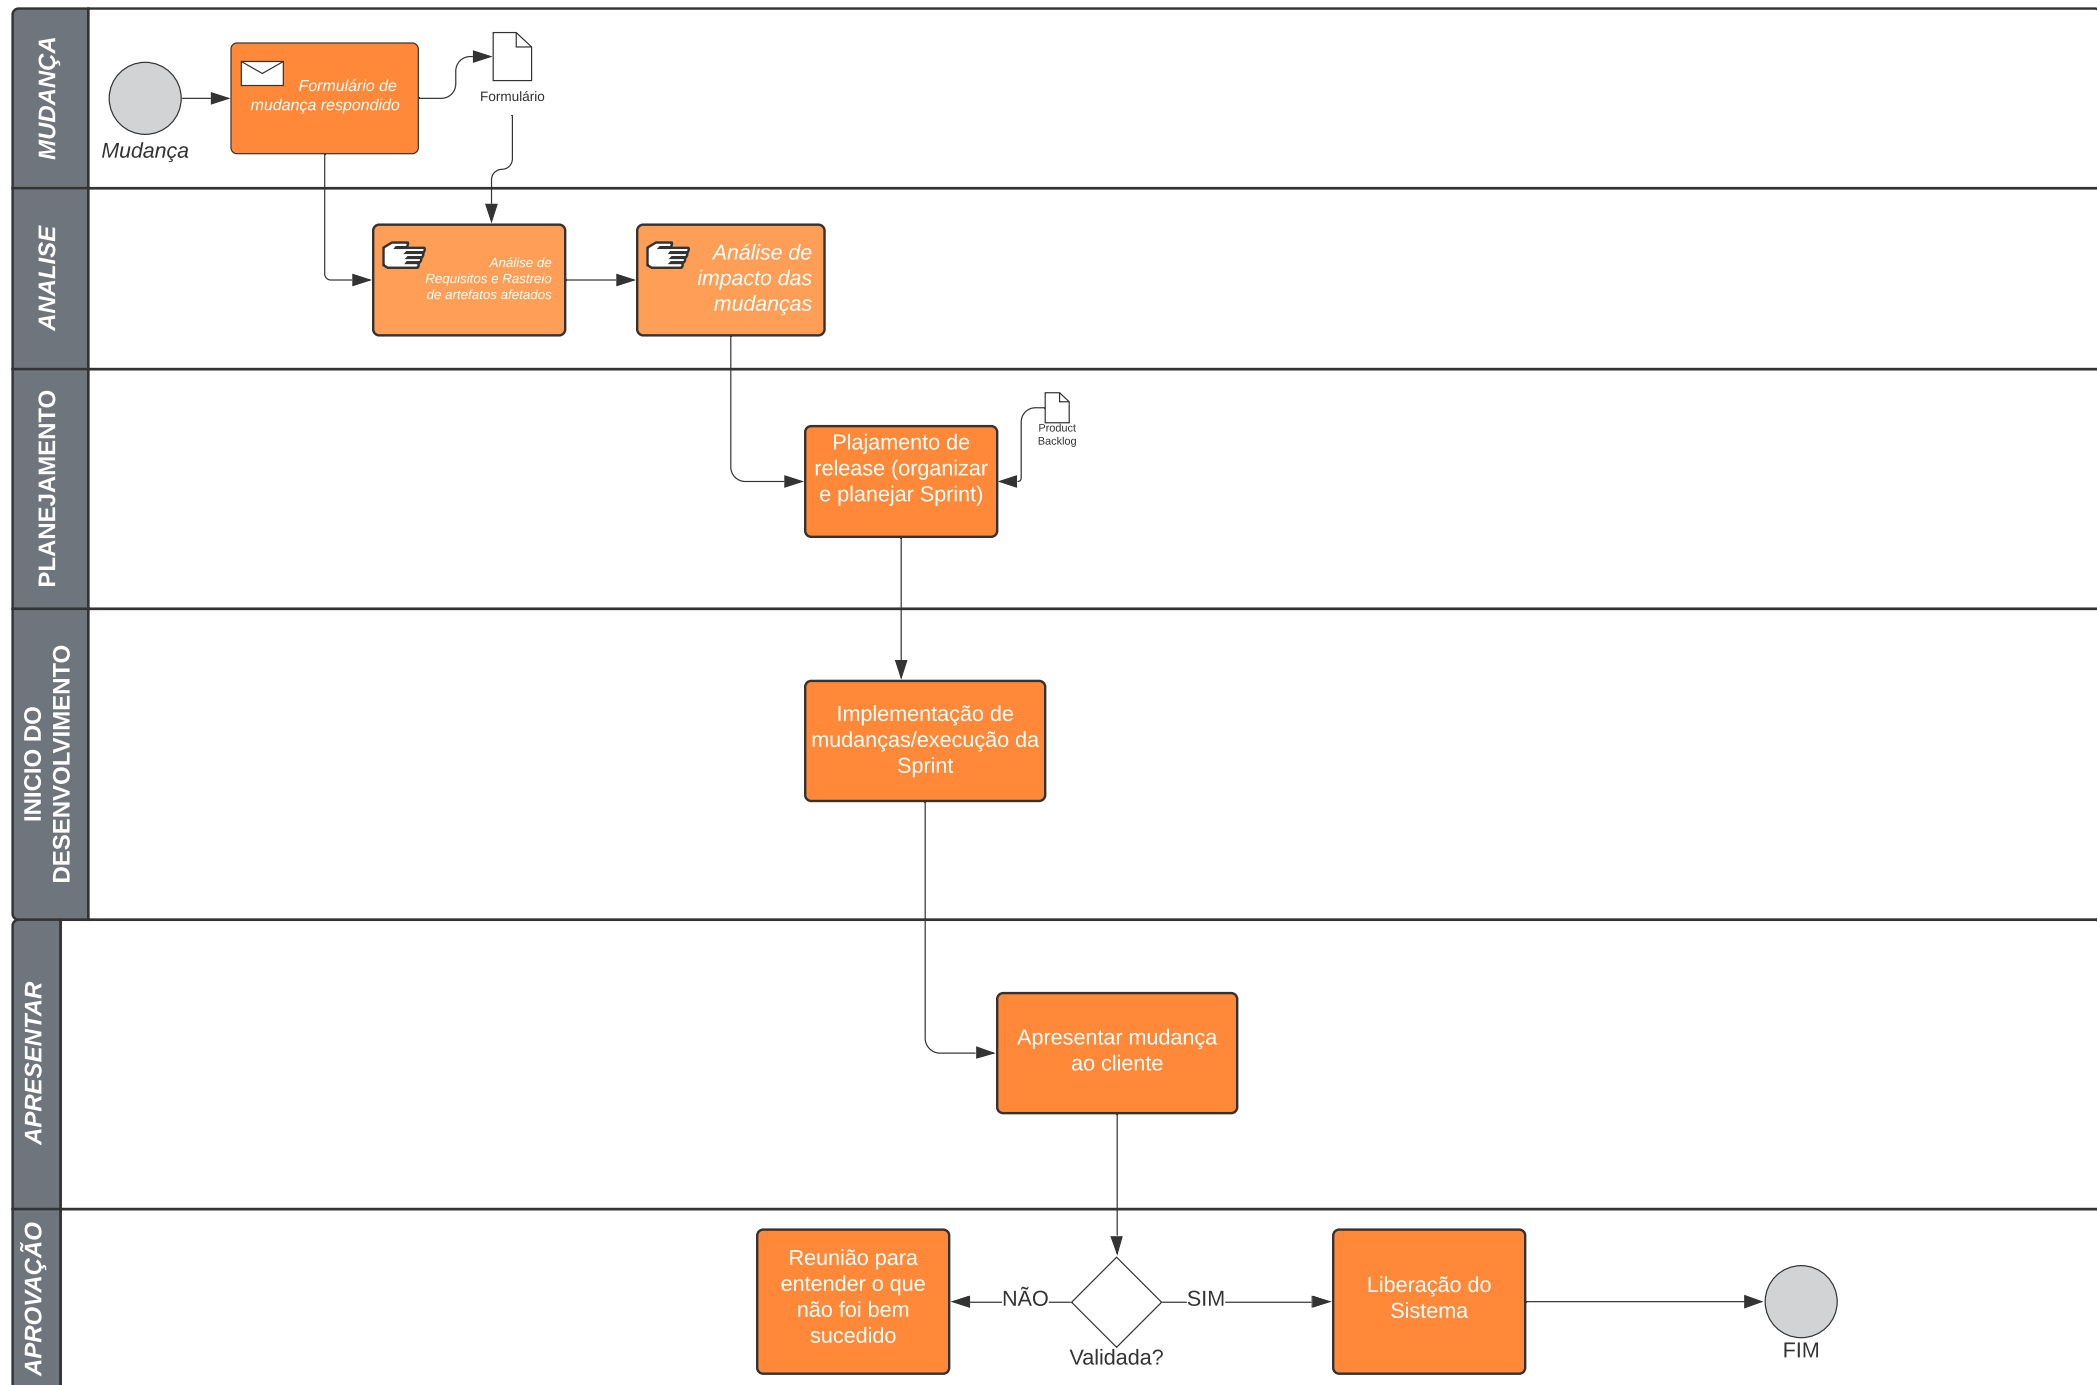 MUDANÇA
Mudança
Formulário de
mudança respondido
Formulário
ANALISE
Análise de
Requisitos e Rastreio
de artefatos afetados
Análise de
impacto das
mudanças
PLANEJAMENTO
Plajamento de
release (organizar
e planejar Sprint)
Product
Backlog
INICIO DO
DESENVOLVIMENTO
Implementação de
mudanças/execução da
Sprint
APRESENTAR
Apresentar mudança
ao cliente
APROVAÇÃO
Reunião para
entender o que
não foi bem
sucedido
NÃO
Validada?
SIM
Liberação do
Sistema
FIM